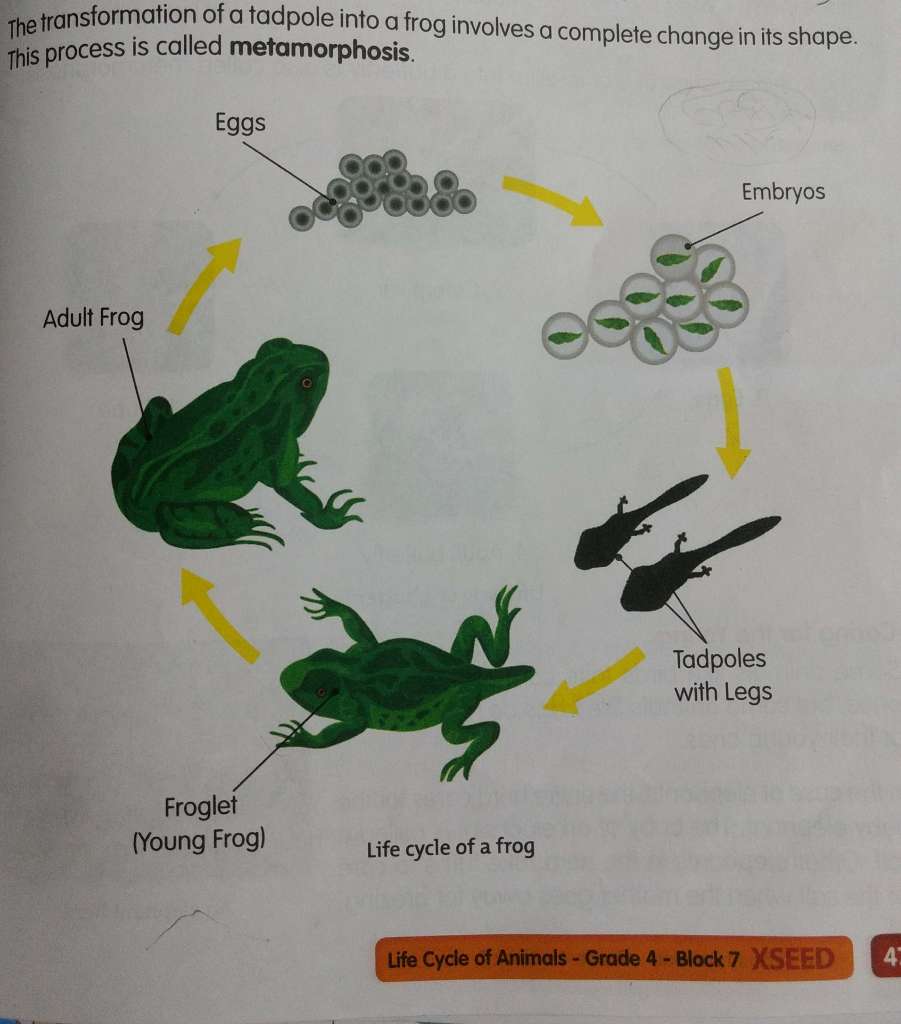 The transformation of a tadpole into a frog involves a complete change in its shape.
This process is called metamorphosis.
Eggs
Embryos
Adult Frog
Tadpoles
with Legs
Froglet
(Young Frog)
Life cycle of a frog
Life Cycle of Animals - Grade 4 - Block 7 XSEED